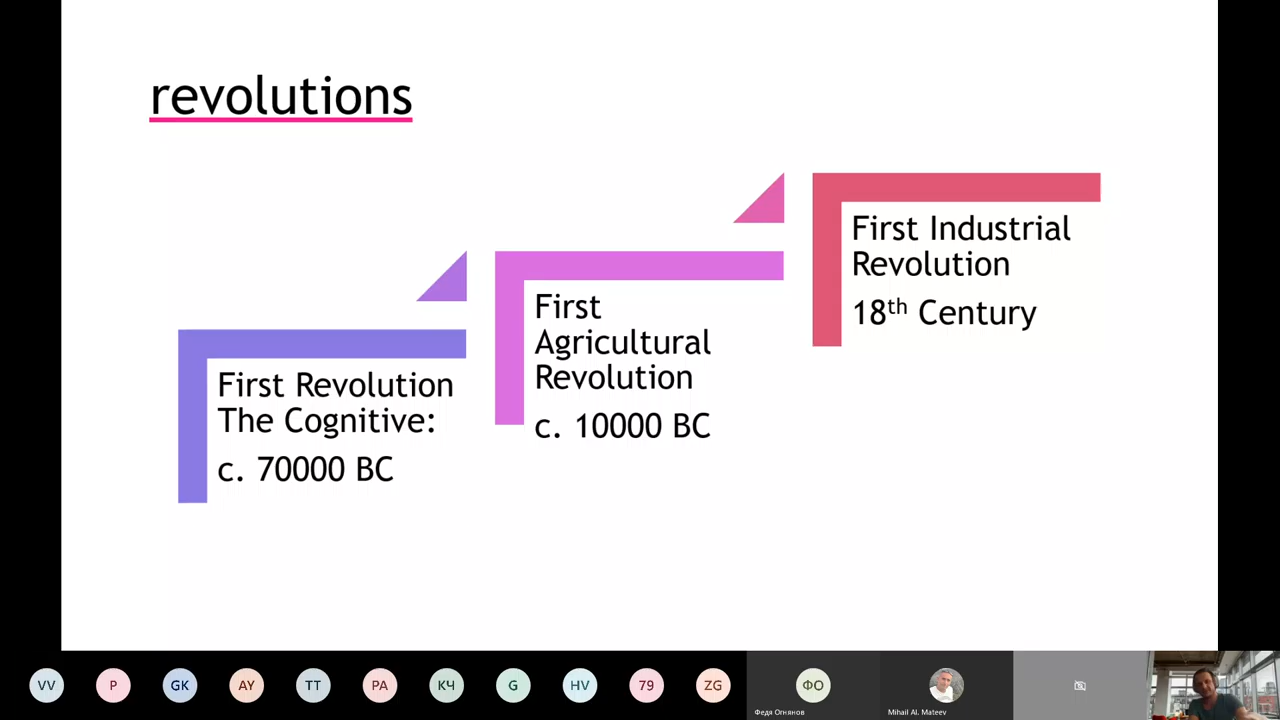 revolutions
First Industrial
Revolution
18th Century
First
Agricultural
Revolution
c. 10000 BC
First Revolution
The Cognitive:
c. 70000 BC
VV
P
GK
AY
TT
PA
КЧ
G
HV
79
ZG
ФО
Федя Огнянов
Mihail Al. Mateev